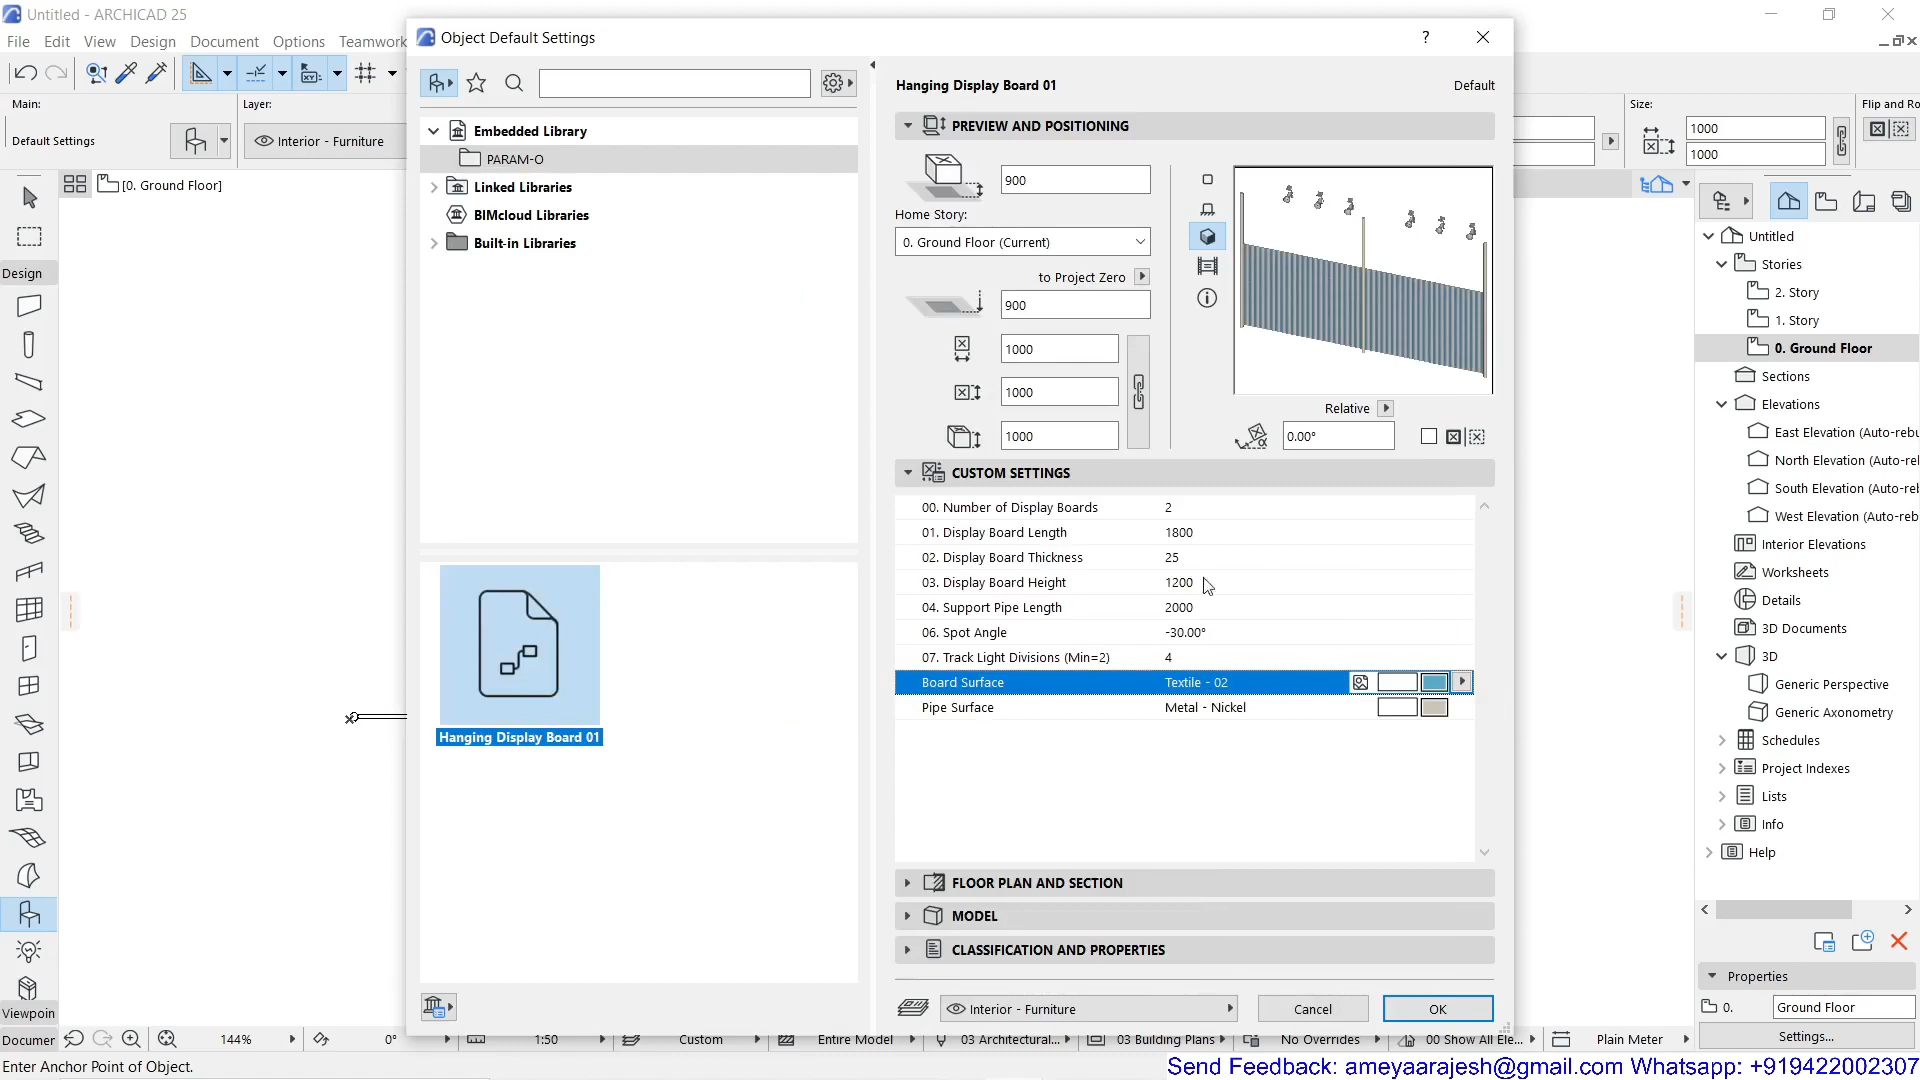 Untitled - ARCHICAD 25
File Edit View Design Document Options Teamwork
Main:
Default Settings
Layer:
Interior - Furniture
[0. Ground Floor]
Design
Viewpoin
Documer
Object Default Settings
?
Embedded Library
PARAM-O
Linked Libraries
BIMcloud Libraries
Built-in Libraries
Hanging Display Board 01
Hanging Display Board 01
Default
PREVIEW AND POSITIONING
900
Home Story:
0. Ground Floor (Current)
to Project Zero
900
1000
1000
1000
Relative
0.00°
CUSTOM SETTINGS
00. Number of Display Boards 2
01. Display Board Length 1800
02. Display Board Thickness 25
03. Display Board Height 1200
04. Support Pipe Length 2000
06. Spot Angle -30.00°
07. Track Light Divisions (Min=2) 4
Board Surface Textile - 02
Pipe Surface Metal - Nickel
FLOOR PLAN AND SECTION
MODEL
CLASSIFICATION AND PROPERTIES
Interior - Furniture
Cancel
OK
Size:
1000
1000
Flip and Ro
Untitled
Stories
2. Story
1. Story
0. Ground Floor
Sections
Elevations
East Elevation (Auto-rebu
North Elevation (Auto-rel
South Elevation (Auto-rel
West Elevation (Auto-reb
Interior Elevations
Worksheets
Details
3D Documents
3D
Generic Perspective
Generic Axonometry
Schedules
Project Indexes
Lists
Info
Help
Properties
0. Ground Floor
Settings...
144% 0° 1:50 Custom Entire Model 03 Architectural... 03 Building Plans No Overrides 00 Show All Ele... Plain Meter
Enter Anchor Point of Object.
Send Feedback: ameyaarajesh@gmail.com Whatsapp: +919422002307